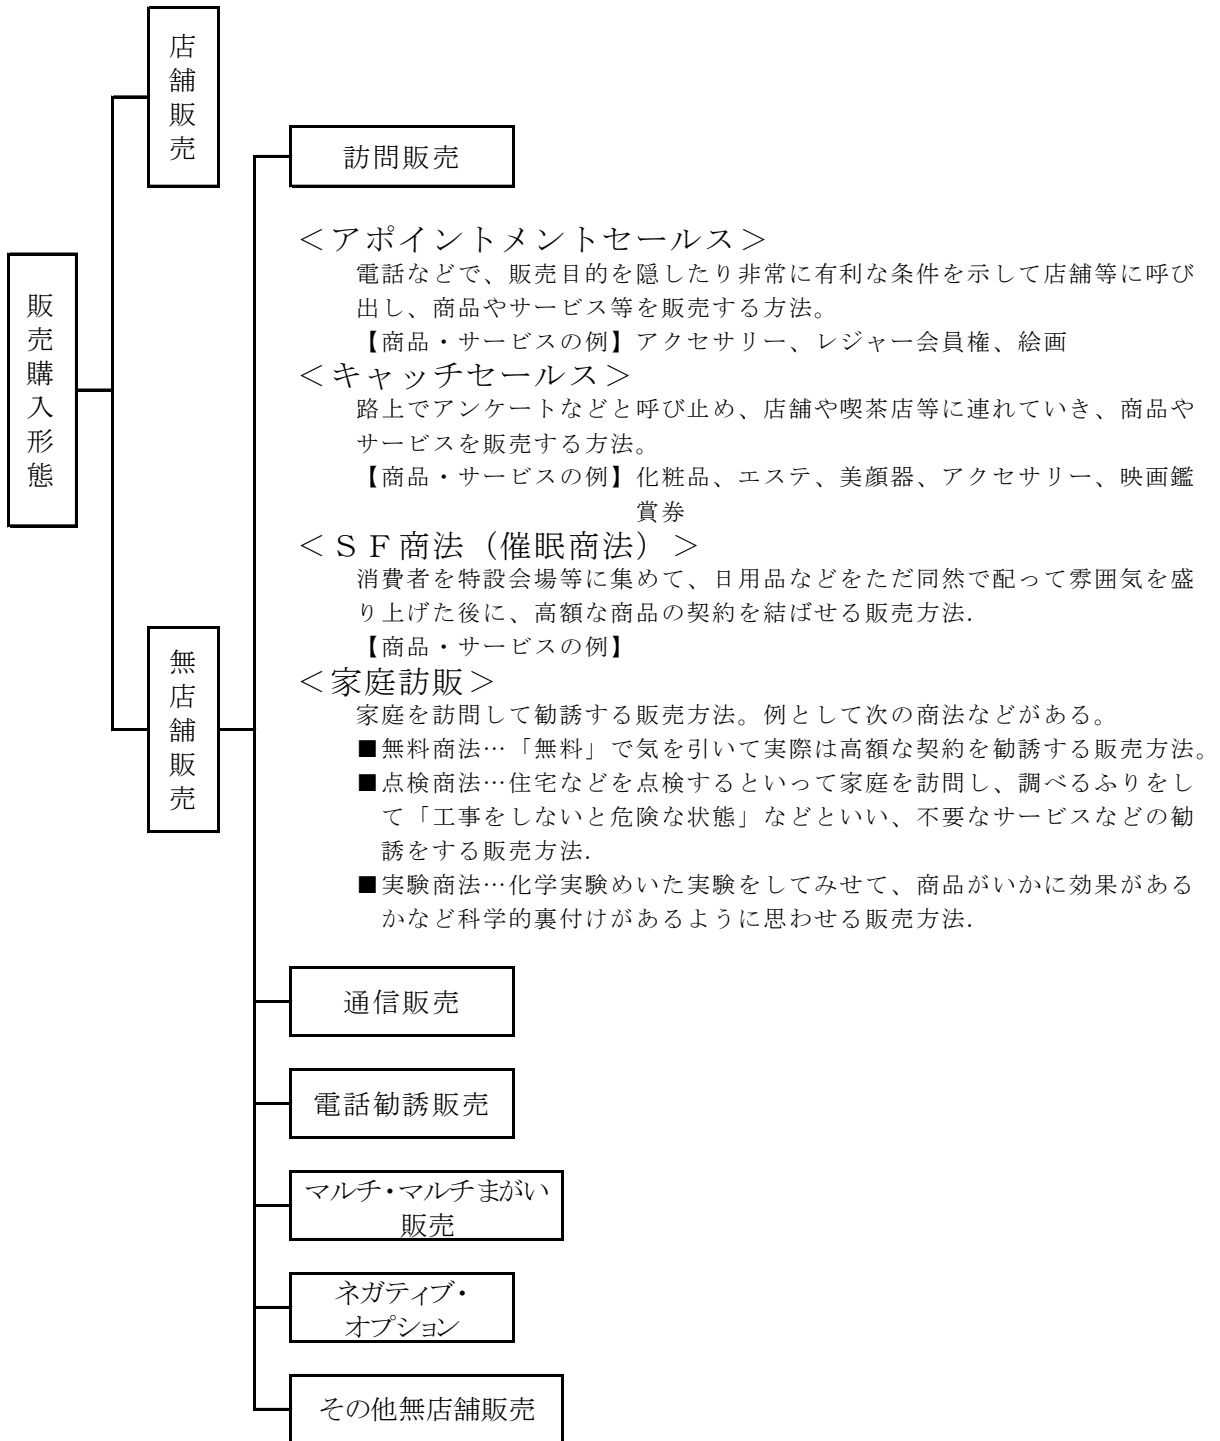 販売購入形態
店舗販売
無店舗販売
訪問販売
＜アポイントメントセールス＞
電話などで、販売目的を隠したり非常に有利な条件を示して店舗等に呼び
出し、商品やサービス等を販売する方法。
【商品・サービスの例】アクセサリー、レジャー会員権、絵画
＜キャッチセールス＞
路上でアンケートなどと呼び止め、店舗や喫茶店等に連れていき、商品や
サービスを販売する方法。
【商品・サービスの例】化粧品、エステ、美顔器、アクセサリー、映画鑑
賞券
＜ＳＦ商法（催眠商法）＞
消費者を特設会場等に集めて、日用品などをただ同然で配って雰囲気を盛
り上げた後に、高額な商品の契約を結ばせる販売方法.
【商品・サービスの例】
＜家庭訪販＞
家庭を訪問して勧誘する販売方法。例として次の商法などがある。
■無料商法…「無料」で気を引いて実際は高額な契約を勧誘する販売方法。
■点検商法…住宅などを点検するといって家庭を訪問し、調べるふりをし
て「工事をしないと危険な状態」などといい、不要なサービスなどの勧
誘をする販売方法.
■実験商法…化学実験めいた実験をしてみせて、商品がいかに効果がある
かなど科学的裏付けがあるように思わせる販売方法.
通信販売
電話勧誘販売
マルチ・マルチまがい
販売
ネガティブ・
オプション
その他無店舗販売